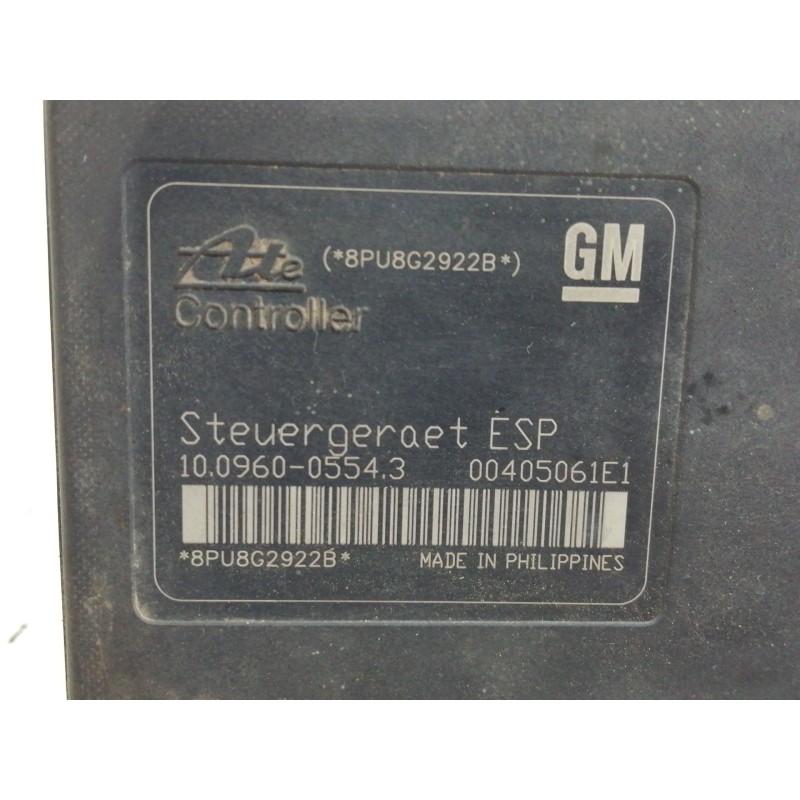 Ate (*8PU8G2922B*) GM
Controller
Steuergeraet ESP
10.0960-0554.3 00405061E1
*8PU8G2922B* MADE IN PHILIPPINES